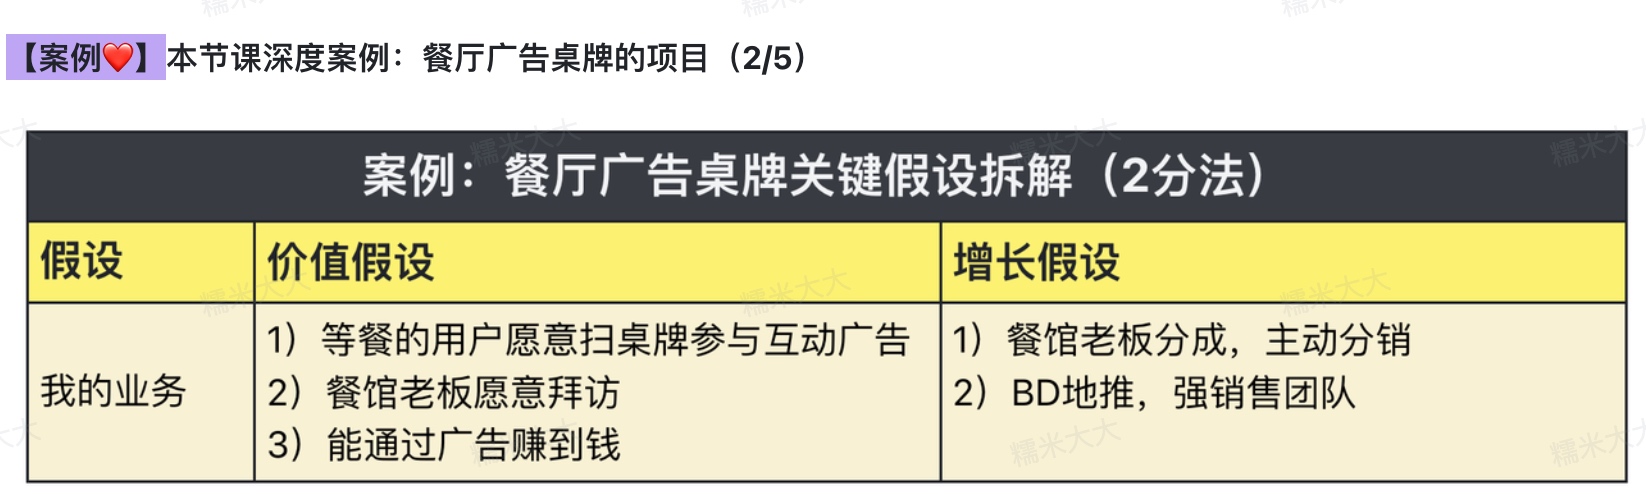 【案例❤️】本节课深度案例：餐厅广告桌牌的项目（2/5）
案例：餐厅广告桌牌关键假设拆解（2分法）
假设
价值假设
增长假设
我的业务
1）等餐的用户愿意扫桌牌参与互动广告
2）餐馆老板愿意拜访
3）能通过广告赚到钱
1）餐馆老板分成，主动分销
2）BD地推，强销售团队
糯米大大